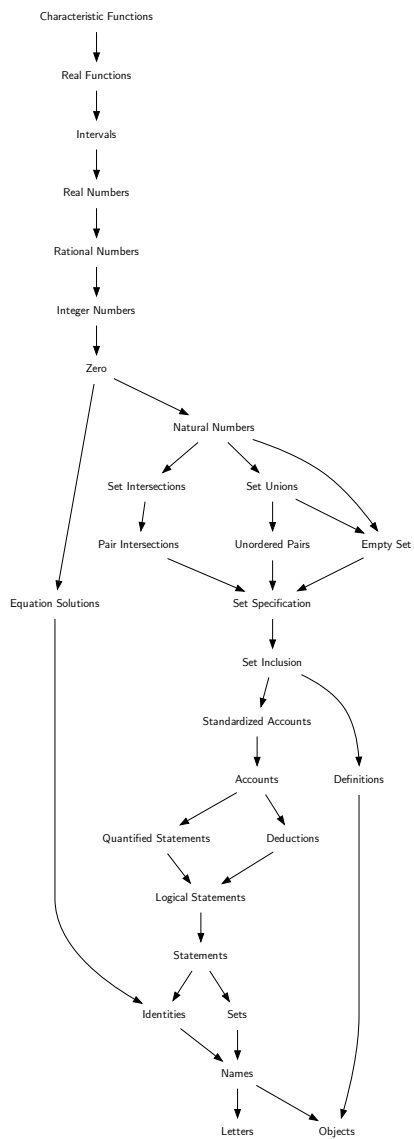 Characteristic Functions
Real Functions
Intervals
Real Numbers
Rational Numbers
Integer Numbers
Zero
Natural Numbers
Set Intersections
Set Unions
Pair Intersections
Unordered Pairs
Empty Set
Equation Solutions
Set Specification
Set Inclusion
Standardized Accounts
Accounts
Definitions
Quantified Statements
Deductions
Logical Statements
Statements
Identities
Sets
Names
Letters
Objects